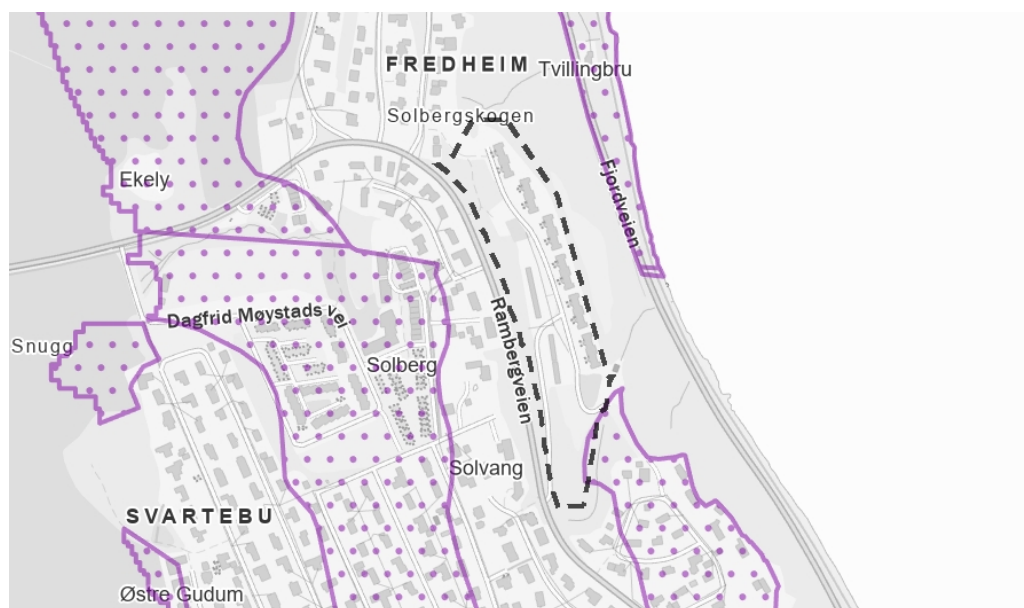 FREDHEIM
Tvillingbru
Solbergskogen
Ekely
Fjordveien
Dagfrid Møystads vei
Rambergveien
Snugg
Solberg
Solvang
SVARTEBU
Østre Gudum